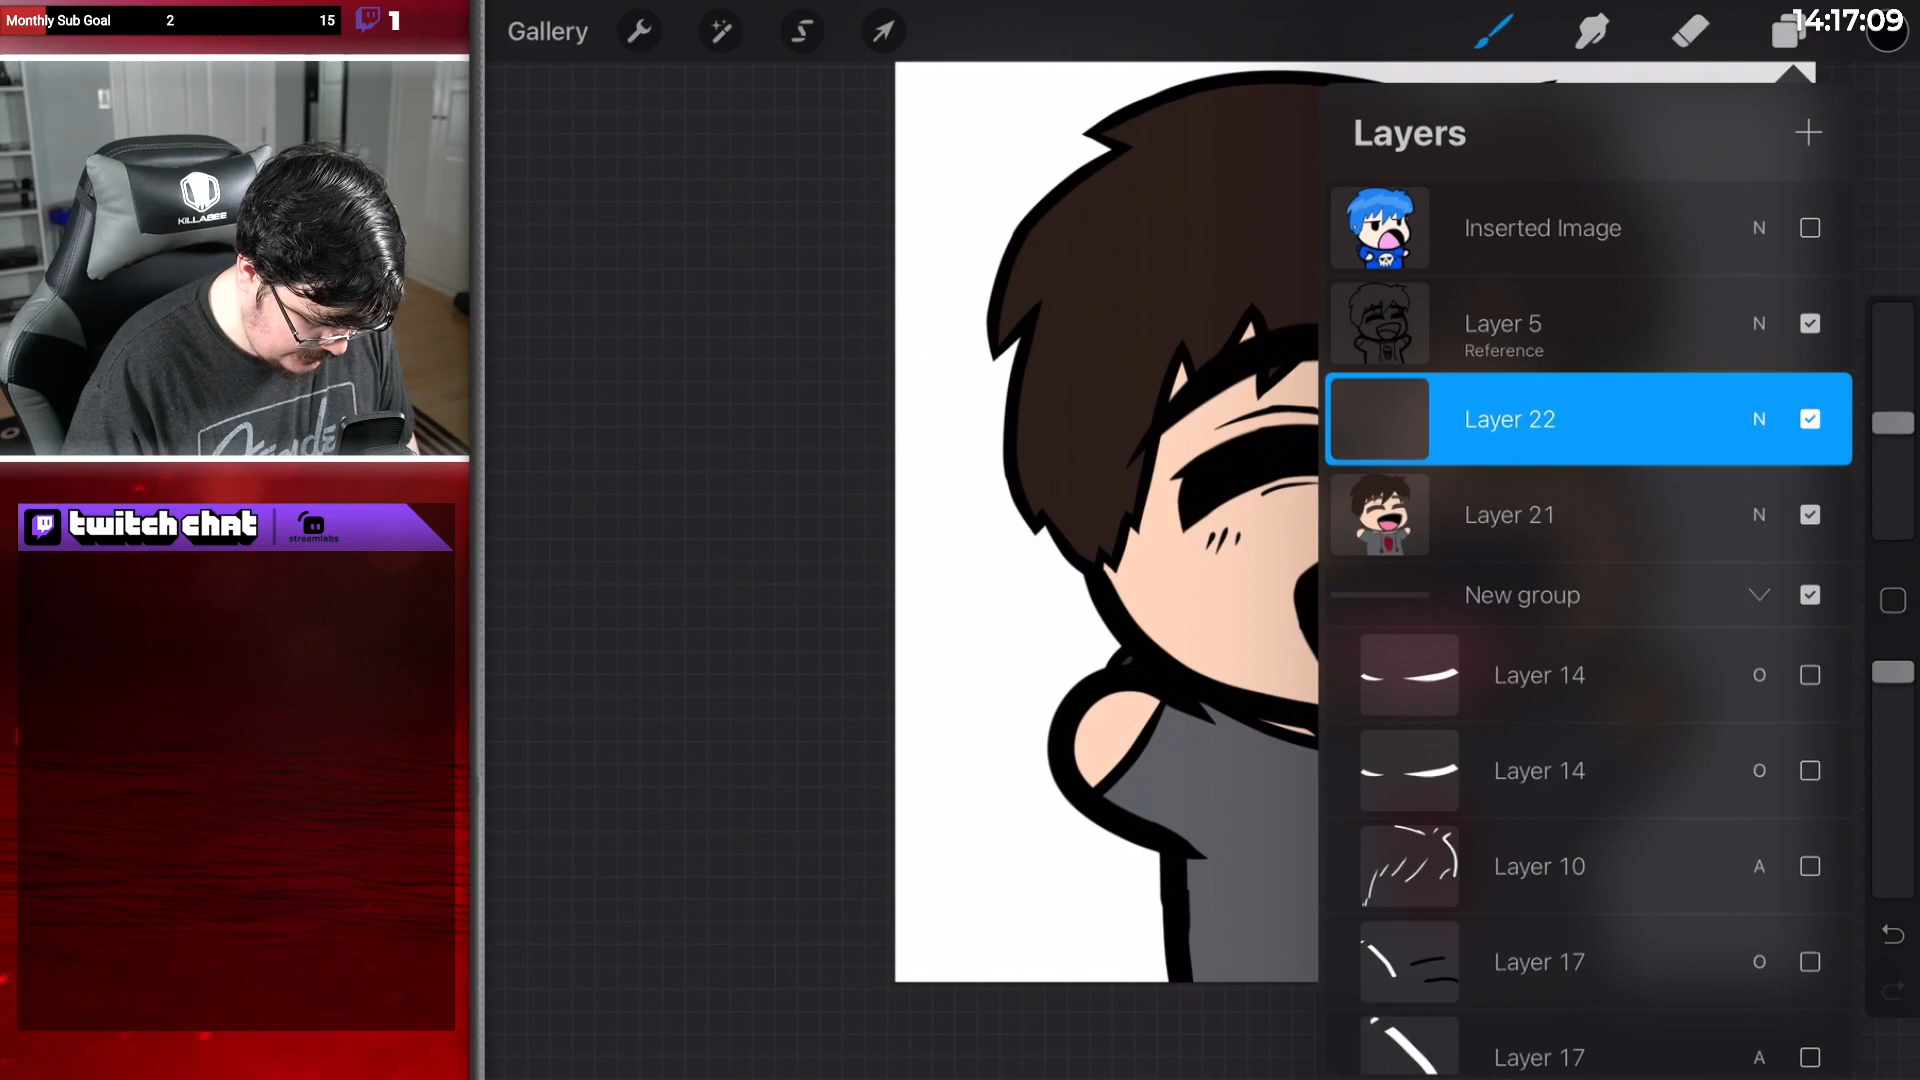 Monthly Sub Goal 2 15 1
Gallery
14:17:09
KILLABEE
Layers
Inserted Image N
Layer 5 N
Reference
Layer 22 N
Layer 21 N
New group
Layer 14 O
Layer 14 O
Layer 10 A
Layer 17 O
Layer 17 A
twitch chat
streamlabs